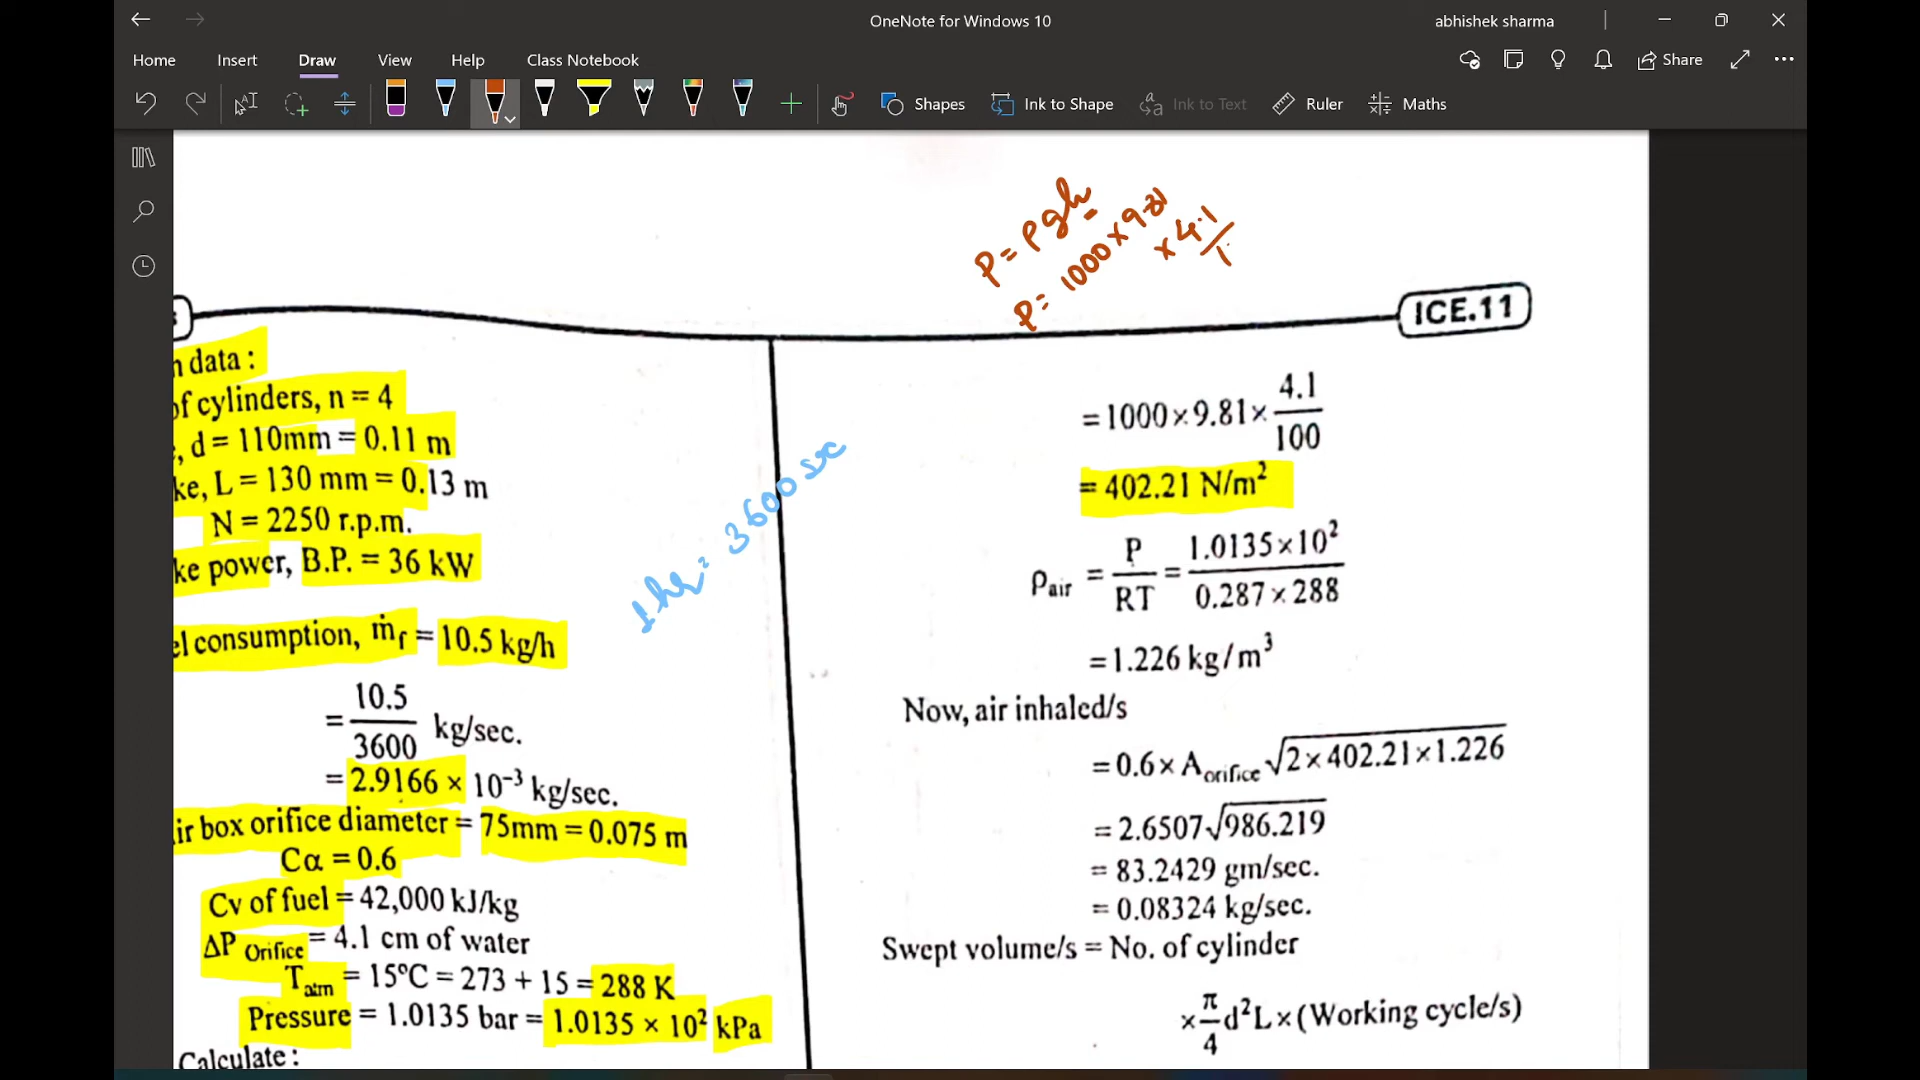 OneNote for Windows 10
abhishek sharma
Home Insert Draw View Help Class Notebook
Share
Shapes Ink to Shape Ink to Text Ruler Maths
P = ρgh
P = 1000 × 9.81
× 4.1/1
ICE.11
n data :
of cylinders, n = 4
, d = 110mm = 0.11 m
ke, L = 130 mm = 0.13 m
N = 2250 r.p.m.
ke power, B.P. = 36 kW
el consumption, ṁf = 10.5 kg/h
= 10.5/3600 kg/sec.
= 2.9166 × 10⁻³ kg/sec.
ir box orifice diameter = 75mm = 0.075 m
Cα = 0.6
Cv of fuel = 42,000 kJ/kg
ΔP Orifice = 4.1 cm of water
Tatm = 15°C = 273 + 15 = 288 K
Pressure = 1.0135 bar = 1.0135 × 10² kPa
Calculate :
1 hr = 3600 sec
= 1000 × 9.81 × 4.1/100
= 402.21 N/m²
ρair = P/RT = 1.0135×10²/0.287×288
= 1.226 kg/m³
Now, air inhaled/s
= 0.6 × Aorifice √2×402.21×1.226
= 2.6507√986.219
= 83.2429 gm/sec.
= 0.08324 kg/sec.
Swept volume/s = No. of cylinder
× π/4 d²L × (Working cycle/s)